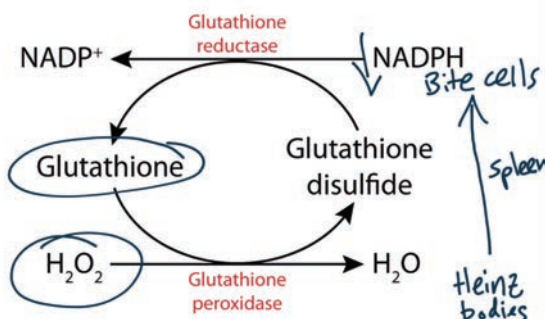 Glutathione
reductase
NADP⁺
NADPH
Bite cells
Glutathione
Glutathione
disulfide
spleen
H₂O₂
H₂O
Glutathione
peroxidase
Heinz
bodies